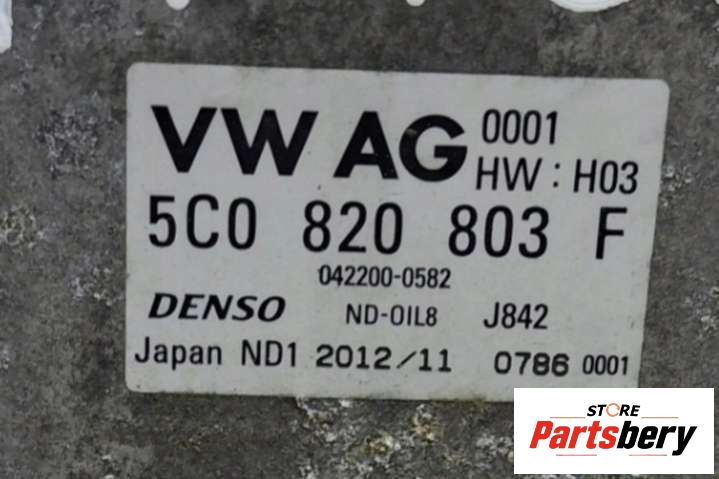 VW AG 0001
HW : H03
5C0 820 803 F
042200-0582
DENSO ND-OIL8 J842
Japan ND1 2012/11 0786 0001
STORE
Partsbery